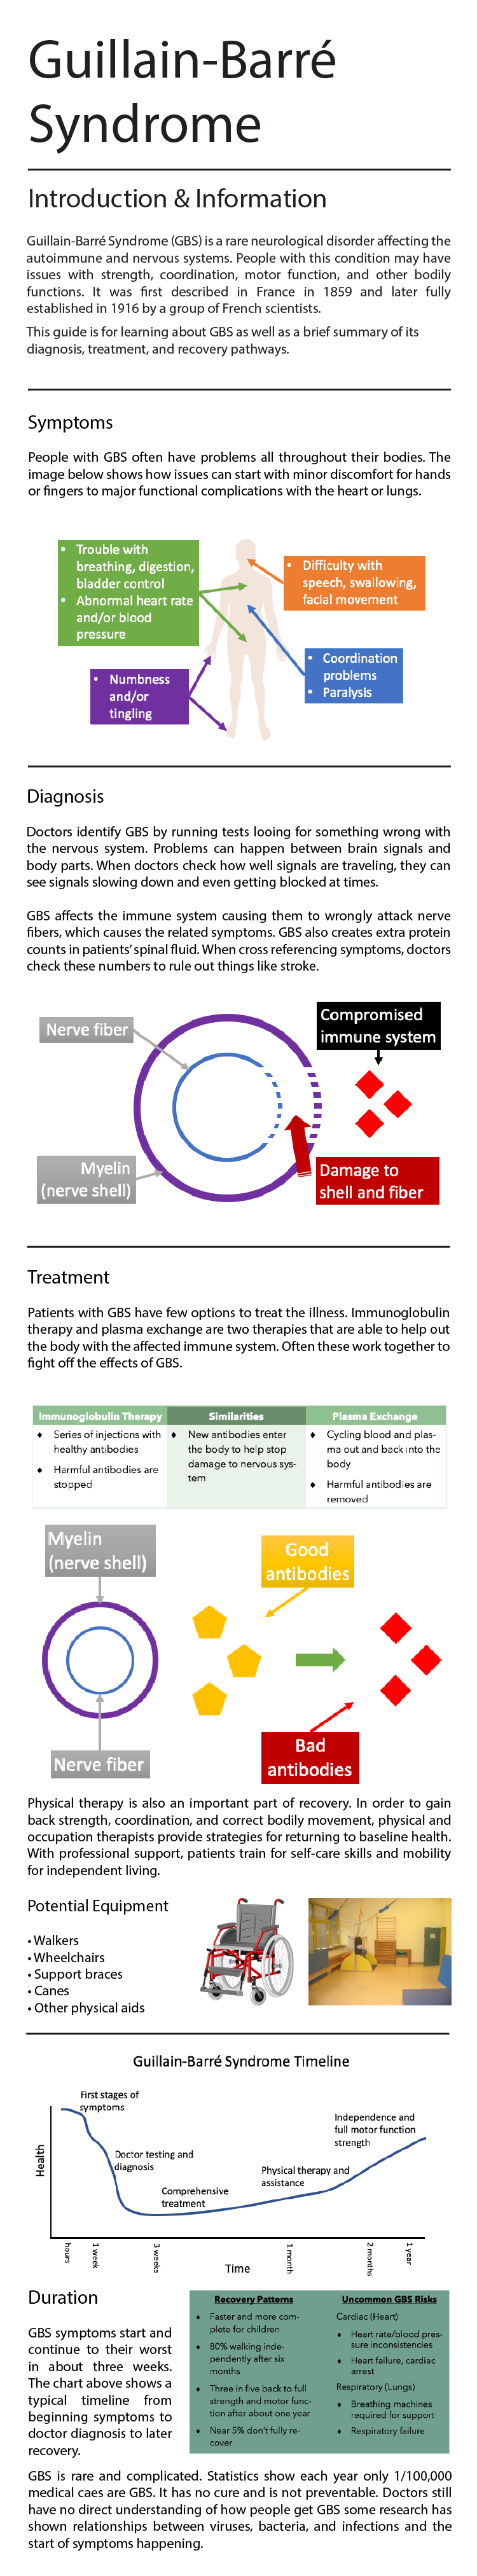 Guillain-Barré
Syndrome
Introduction & Information
Guillain-Barré Syndrome (GBS) is a rare neurological disorder affecting the
autoimmune and nervous systems. People with this condition may have
issues with strength, coordination, motor function, and other bodily
functions. It was first described in France in 1859 and later fully
established in 1916 by a group of French scientists.
This guide is for learning about GBS as well as a brief summary of its
diagnosis, treatment, and recovery pathways.
Symptoms
People with GBS often have problems all throughout their bodies. The
image below shows how issues can start with minor discomfort for hands
or fingers to major functional complications with the heart or lungs.
• Trouble with
breathing, digestion,
bladder control
• Abnormal heart rate
and/or blood
pressure
• Difficulty with
speech, swallowing,
facial movement
• Coordination
problems
• Paralysis
• Numbness
and/or
tingling
Diagnosis
Doctors identify GBS by running tests looing for something wrong with
the nervous system. Problems can happen between brain signals and
body parts. When doctors check how well signals are traveling, they can
see signals slowing down and even getting blocked at times.
GBS affects the immune system causing them to wrongly attack nerve
fibers, which causes the related symptoms. GBS also creates extra protein
counts in patients' spinal fluid. When cross referencing symptoms, doctors
check these numbers to rule out things like stroke.
Compromised
immune system
Nerve fiber
Myelin
(nerve shell)
Damage to
shell and fiber
Treatment
Patients with GBS have few options to treat the illness. Immunoglobulin
therapy and plasma exchange are two therapies that are able to help out
the body with the affected immune system. Often these work together to
fight off the effects of GBS.
Immunoglobulin Therapy
♦ Series of injections with
healthy antibodies
♦ Harmful antibodies are
stopped
Similarities
♦ New antibodies enter
the body to help stop
damage to nervous sys-
tem
Plasma Exchange
♦ Cycling blood and plas-
ma out and back into the
body
♦ Harmful antibodies are
removed
Myelin
(nerve shell)
Good
antibodies
Nerve fiber
Bad
antibodies
Physical therapy is also an important part of recovery. In order to gain
back strength, coordination, and correct bodily movement, physical and
occupation therapists provide strategies for returning to baseline health.
With professional support, patients train for self-care skills and mobility
for independent living.
Potential Equipment
• Walkers
• Wheelchairs
• Support braces
• Canes
• Other physical aids
Guillain-Barré Syndrome Timeline
First stages of
symptoms
Doctor testing and
diagnosis
Comprehensive
treatment
Physical therapy and
assistance
Independence and
full motor function
strength
Health
hours
1 week
3 weeks
1 month
2 months
1 year
Time
Duration
GBS symptoms start and
continue to their worst
in about three weeks.
The chart above shows a
typical timeline from
beginning symptoms to
doctor diagnosis to later
recovery.
Recovery Patterns
♦ Faster and more com-
plete for children
♦ 80% walking inde-
pendently after six
months
♦ Three in five back to full
strength and motor func-
tion after about one year
♦ Near 5% don't fully re-
cover
Uncommon GBS Risks
Cardiac (Heart)
♦ Heart rate/blood pres-
sure inconsistencies
♦ Heart failure, cardiac
arrest
Respiratory (Lungs)
♦ Breathing machines
required for support
♦ Respiratory failure
GBS is rare and complicated. Statistics show each year only 1/100,000
medical caes are GBS. It has no cure and is not preventable. Doctors still
have no direct understanding of how people get GBS some research has
shown relationships between viruses, bacteria, and infections and the
start of symptoms happening.